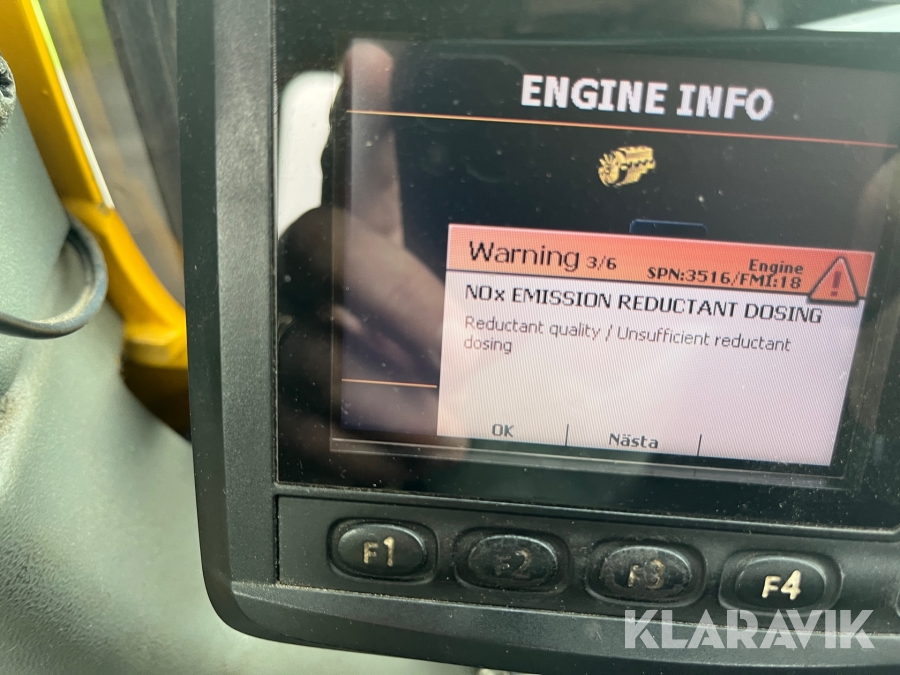 ENGINE INFO
Warning 3/6
Engine
SPN:3516/FMI:18
NOx EMISSION REDUCTANT DOSING
Reductant quality / Unsufficient reductant
dosing
OK
Nästa
F1 F2 F3 F4
KLARAVIK